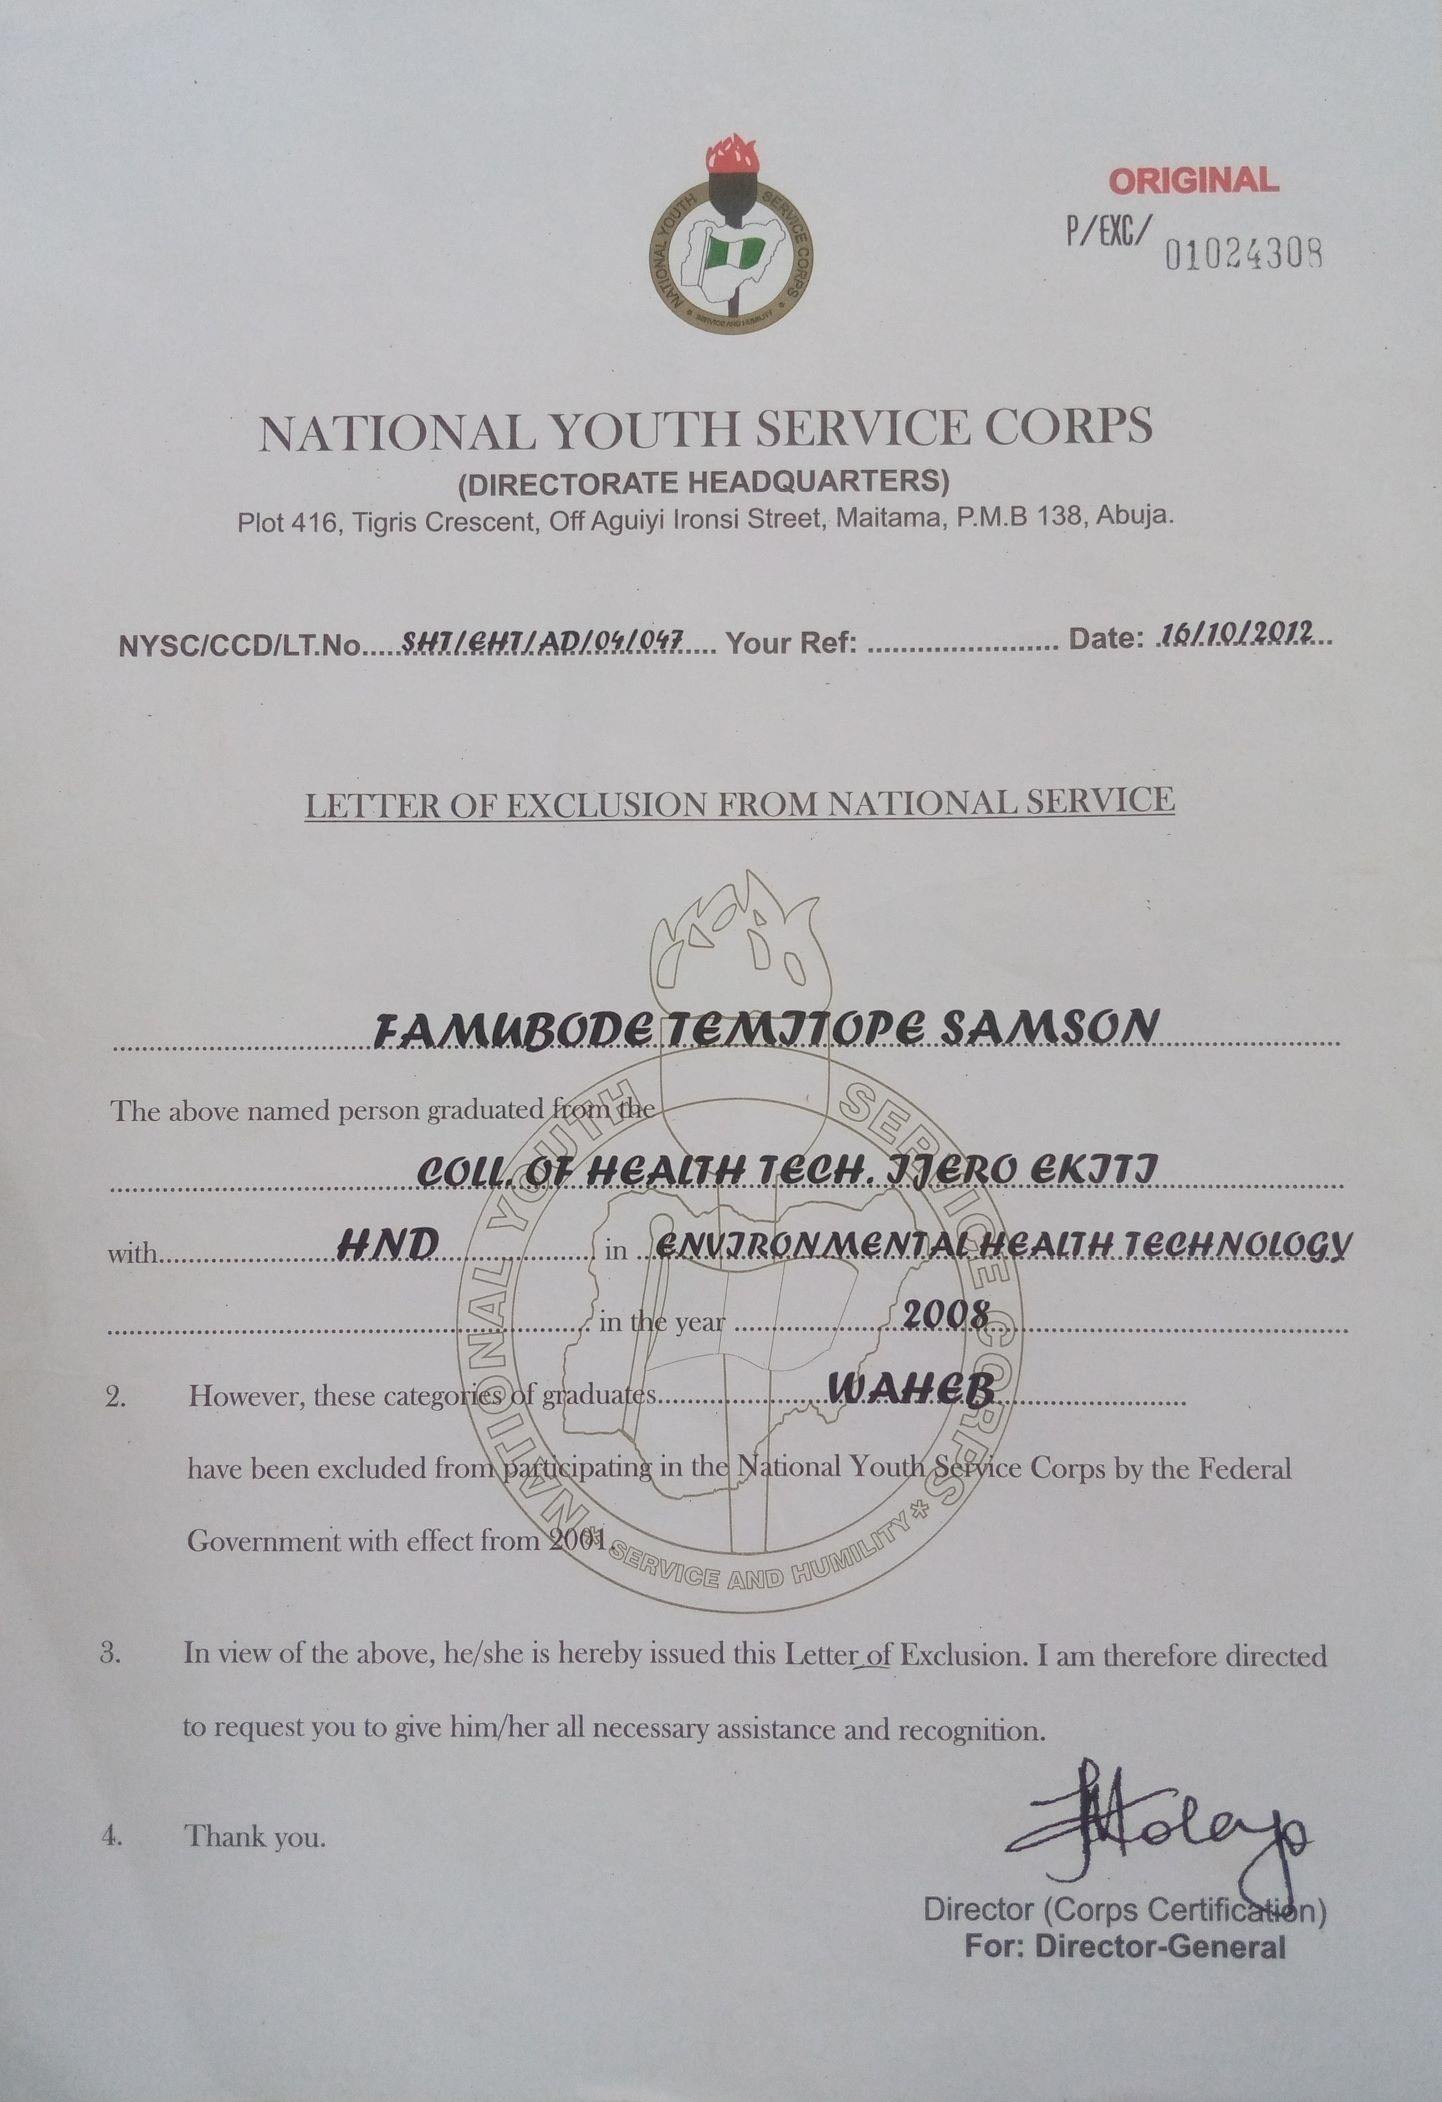 NATIONAL YOUTH SERVICE CORPS
* SERVICE AND HUMILITY *
ORIGINAL
P/EXC/ 01024308
NATIONAL YOUTH SERVICE CORPS
(DIRECTORATE HEADQUARTERS)
Plot 416, Tigris Crescent, Off Aguiyi Ironsi Street, Maitama, P.M.B 138, Abuja.
NYSC/CCD/LT.No.....SHT/EHT/AD/04/047..... Your Ref: ........................ Date: .16/10/2012...
LETTER OF EXCLUSION FROM NATIONAL SERVICE
FAMUBODE TEMITOPE SAMSON
The above named person graduated from the
COLL. OF HEALTH TECH. IJERO EKITI
with HND in ENVIRONMENTAL HEALTH TECHNOLOGY
in the year 2008
2. However, these categories of graduates WAHEB
have been excluded from participating in the National Youth Service Corps by the Federal
Government with effect from 2001.
NATIONAL YOUTH SERVICE CORPS
* SERVICE AND HUMILITY *
3. In view of the above, he/she is hereby issued this Letter of Exclusion. I am therefore directed
to request you to give him/her all necessary assistance and recognition.
4. Thank you.
Director (Corps Certification)
For: Director-General